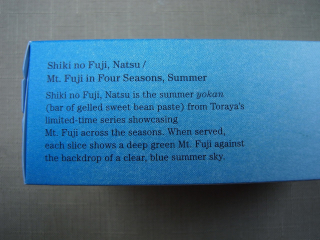 Shiki no Fuji, Natsu /
Mt. Fuji in Four Seasons, Summer
Shiki no Fuji, Natsu is the summer yokan
(bar of gelled sweet bean paste) from Toraya's
limited-time series showcasing
Mt. Fuji across the seasons. When served,
each slice shows a deep green Mt. Fuji against
the backdrop of a clear, blue summer sky.